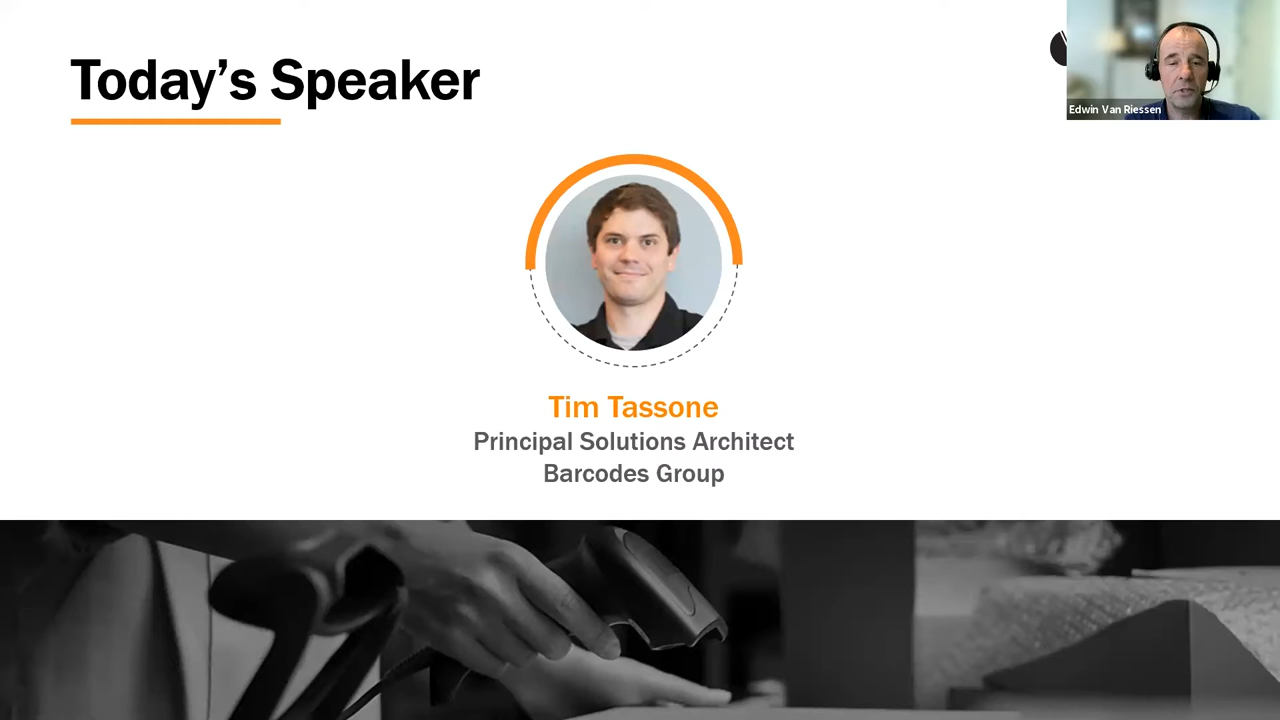 Today's Speaker
Edwin Van Riessen
Tim Tassone
Principal Solutions Architect
Barcodes Group